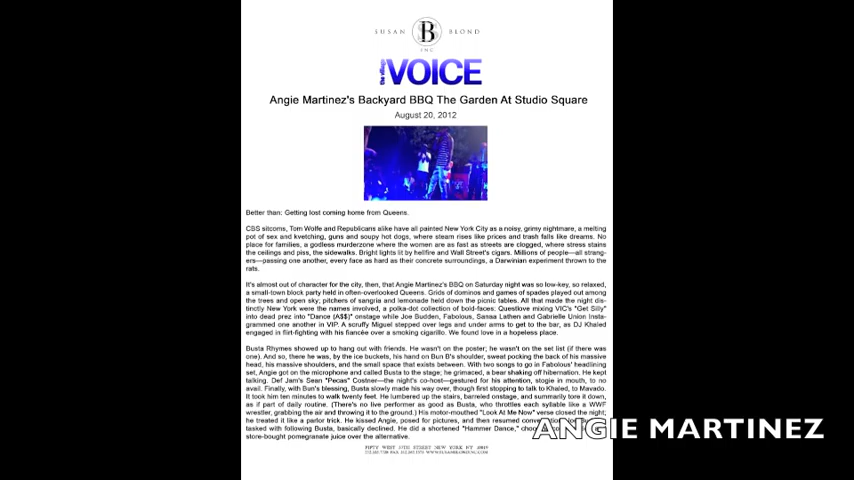 SUSAN B BLOND
INC
the village VOICE
Angie Martinez's Backyard BBQ The Garden At Studio Square
August 20, 2012
Better than: Getting lost coming home from Queens.
CBS sitcoms, Tom Wolfe and Republicans alike have all painted New York City as a noisy, grimy nightmare, a melting
pot of sex and kvetching, guns and soupy hot dogs, where steam rises like prices and trash falls like dreams. No
place for families, a godless murderzone where the women are as fast as streets are clogged, where stress stains
the ceilings and piss, the sidewalks. Bright lights lit by hellfire and Wall Street's cigars. Millions of people—all strang-
ers—passing one another, every face as hard as their concrete surroundings, a Darwinian experiment thrown to the
rats.
It's almost out of character for the city, then, that Angie Martinez's BBQ on Saturday night was so low-key, so relaxed,
a small-town block party held in often-overlooked Queens. Grids of dominos and games of spades played out among
the trees and open sky; pitchers of sangria and lemonade held down the picnic tables. All that made the night dis-
tinctly New York were the names involved, a polka-dot collection of bold-faces: Questlove mixing VIC's "Get Silly"
into dead prez into "Dance (A$$)" onstage while Joe Budden, Fabolous, Sanaa Lathen and Gabrielle Union Insta-
grammed one another in VIP. A scruffy Miguel stepped over legs and under arms to get to the bar, as DJ Khaled
engaged in flirt-fighting with his fiancée over a smoking cigarillo. We found love in a hopeless place.
Busta Rhymes showed up to hang out with friends. He wasn't on the poster; he wasn't on the set list (if there was
one). And so, there he was, by the ice buckets, his hand on Bun B's shoulder, sweat pocking the back of his massive
head, his massive shoulders, and the small space that exists between. With two songs to go in Fabolous' headlining
set, Angie got on the microphone and called Busta to the stage; he grimaced, a bear shaking off hibernation. He kept
talking. Def Jam's Sean "Pecas" Costner—the night's co-host—gestured for his attention, stogie in mouth, to no
avail. Finally, with Bun's blessing, Busta slowly made his way over, though first stopping to talk to Khaled, to Mavado.
It took him ten minutes to walk twenty feet. He lumbered up the stairs, barreled onstage, and summarily tore it down,
as if part of daily routine. (There's no live performer as good as Busta, who throttles each syllable like a WWF
wrestler, grabbing the air and throwing it to the ground.) His motor-mouthed "Look At Me Now" verse closed the night;
he treated it like a parlor trick. He kissed Angie, posed for pictures, and then resumed
tasked with following Busta, basically declined. He did a shortened "Hammer Dance,"
store-bought pomegranate juice over the alternative.
ANGIE MARTINEZ
FIFTY WEST 57TH STREET NEW YORK NY 10019